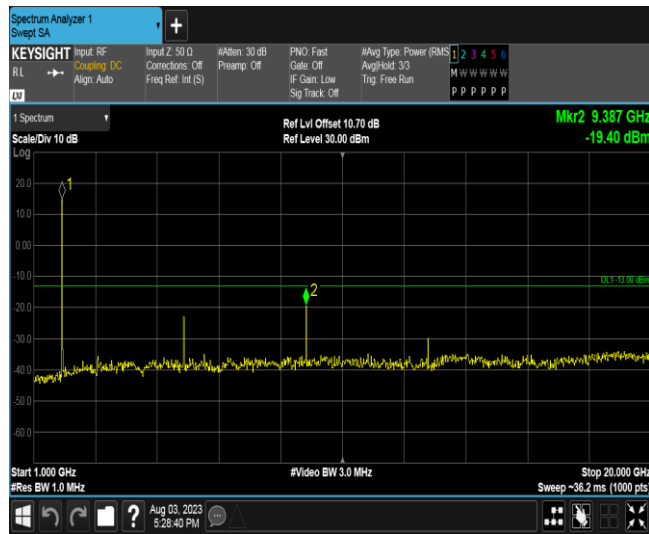 Spectrum Analyzer 1
Swept SA
+
KEYSIGHT
RL
LXI
Input: RF
Coupling: DC
Align: Auto
Input Z: 50 Ω
Corrections: Off
Freq Ref: Int (S)
#Atten: 30 dB
Preamp: Off
PNO: Fast
Gate: Off
IF Gain: Low
Sig Track: Off
#Avg Type: Power (RMS
Avg|Hold: 3/3
Trig: Free Run
1 2 3 4 5 6
M W W W W W
P P P P P P
1 Spectrum
Scale/Div 10 dB
Log
Ref Lvl Offset 10.70 dB
Ref Level 30.00 dBm
Mkr2 9.387 GHz
-19.40 dBm
20.0
10.0
0.00
-10.0
-20.0
-30.0
-40.0
-50.0
-60.0
1
2
DL1 -13.00 dBm
Start 1.000 GHz
#Res BW 1.0 MHz
#Video BW 3.0 MHz
Stop 20.000 GHz
Sweep ~36.2 ms (1000 pts)
?
Aug 03, 2023
5:28:40 PM